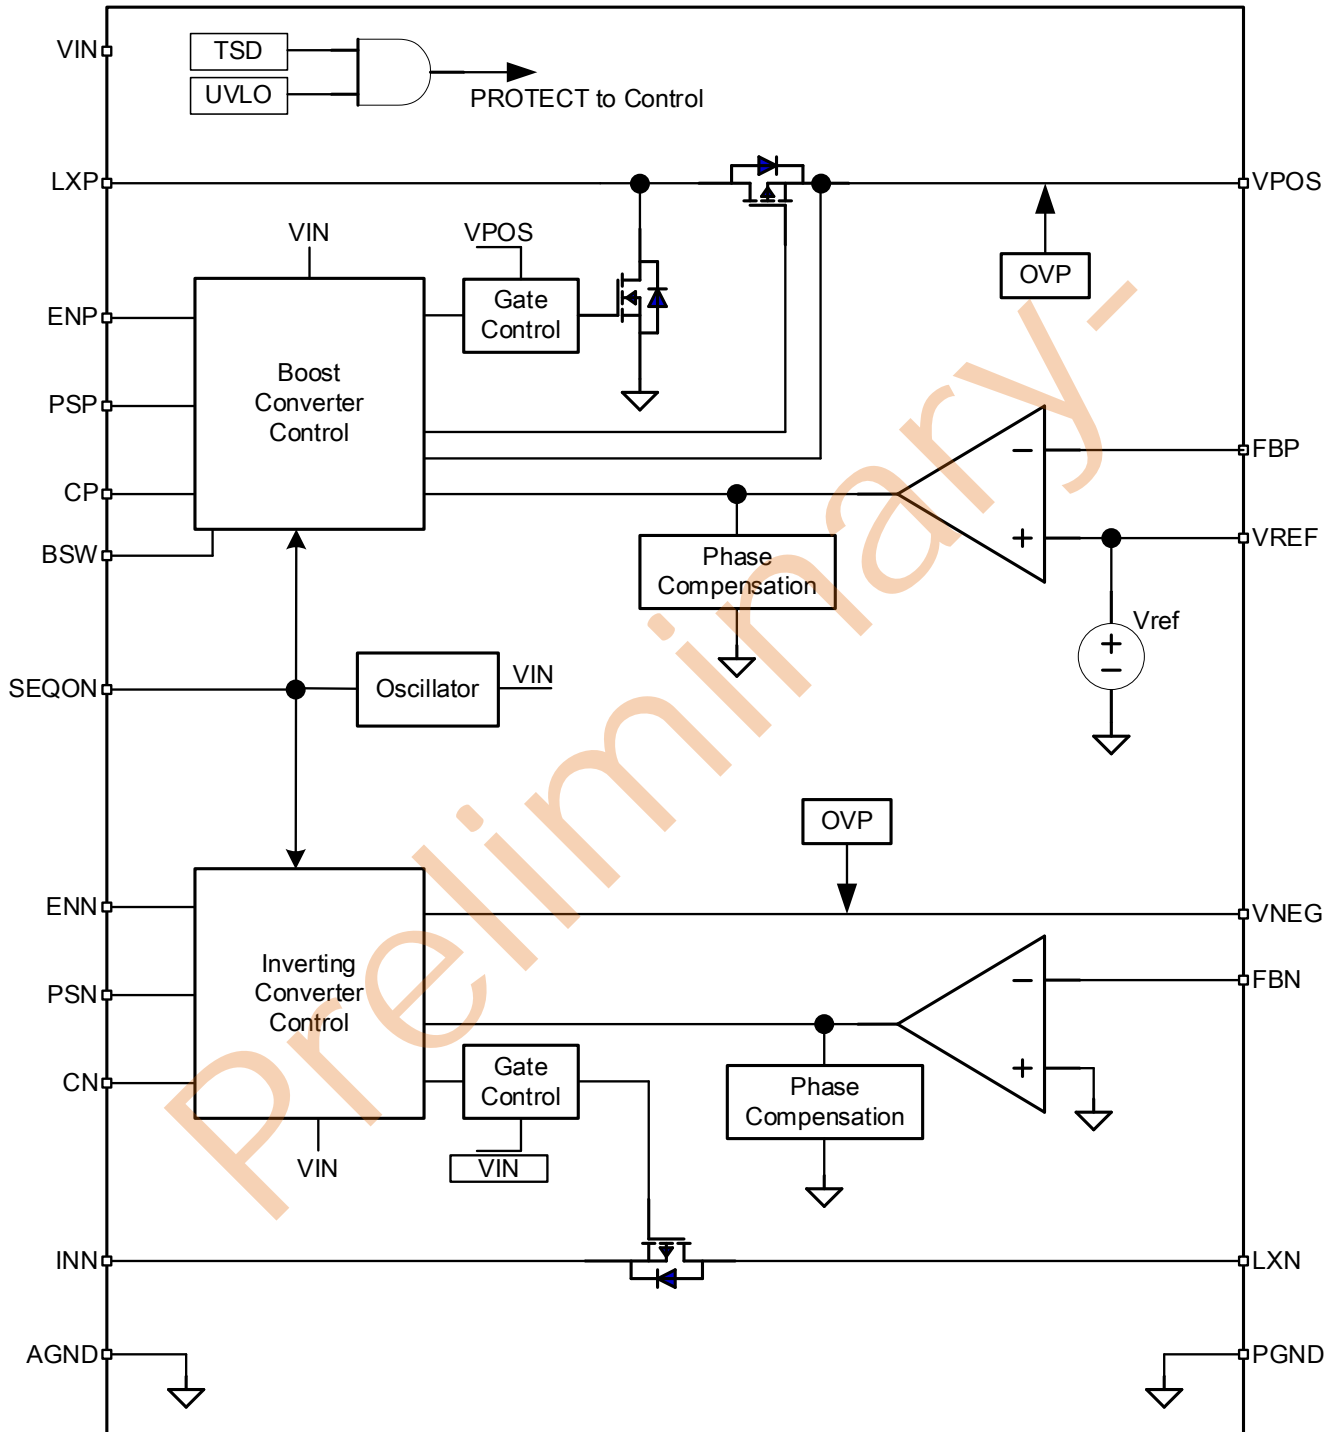 VIN
TSD
UVLO
PROTECT to Control
LXP
VPOS
VIN
VPOS
OVP
ENP
Gate
Control
Boost
Converter
Control
PSP
FBP
CP
BSW
VREF
Phase
Compensation
Vref
SEQON
Oscillator
VIN
OVP
ENN
VNEG
Inverting
Converter
Control
PSN
FBN
CN
Gate
Control
Phase
Compensation
VIN
VIN
INN
LXN
AGND
PGND
Preliminary-